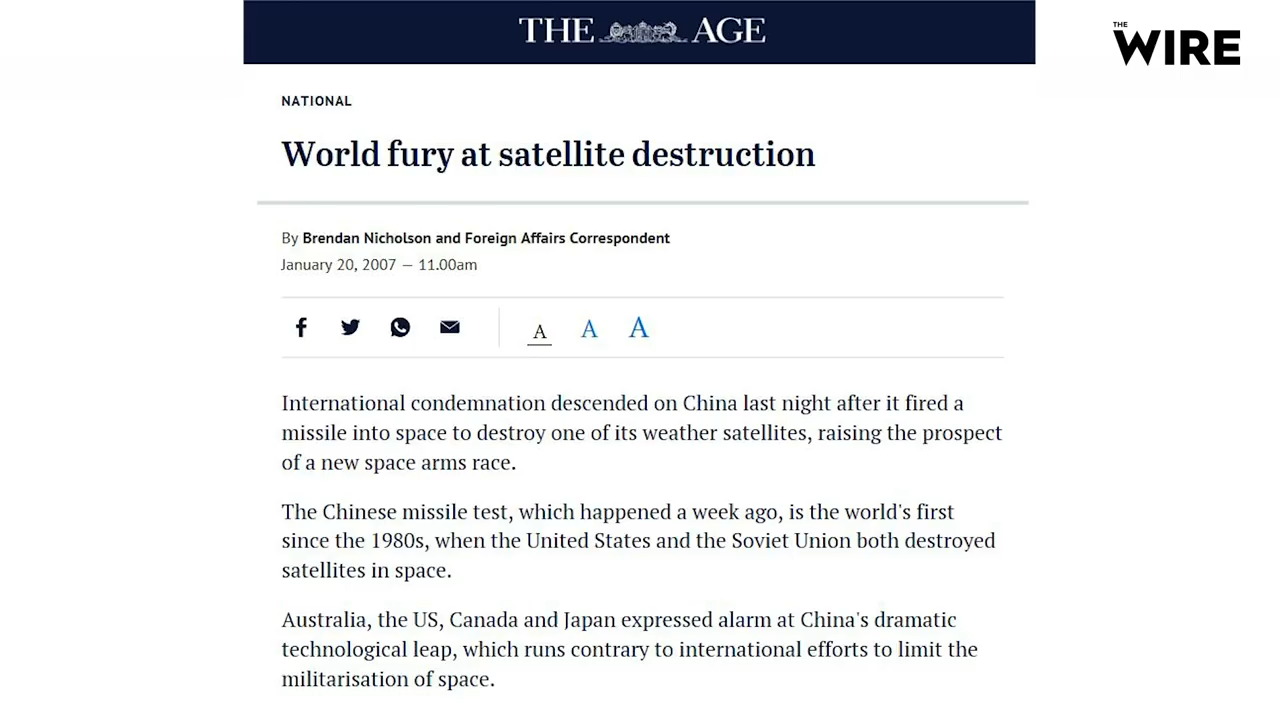 THE AGE
THE
WIRE
NATIONAL
World fury at satellite destruction
By Brendan Nicholson and Foreign Affairs Correspondent
January 20, 2007 — 11.00am
A A A
International condemnation descended on China last night after it fired a
missile into space to destroy one of its weather satellites, raising the prospect
of a new space arms race.
The Chinese missile test, which happened a week ago, is the world's first
since the 1980s, when the United States and the Soviet Union both destroyed
satellites in space.
Australia, the US, Canada and Japan expressed alarm at China's dramatic
technological leap, which runs contrary to international efforts to limit the
militarisation of space.